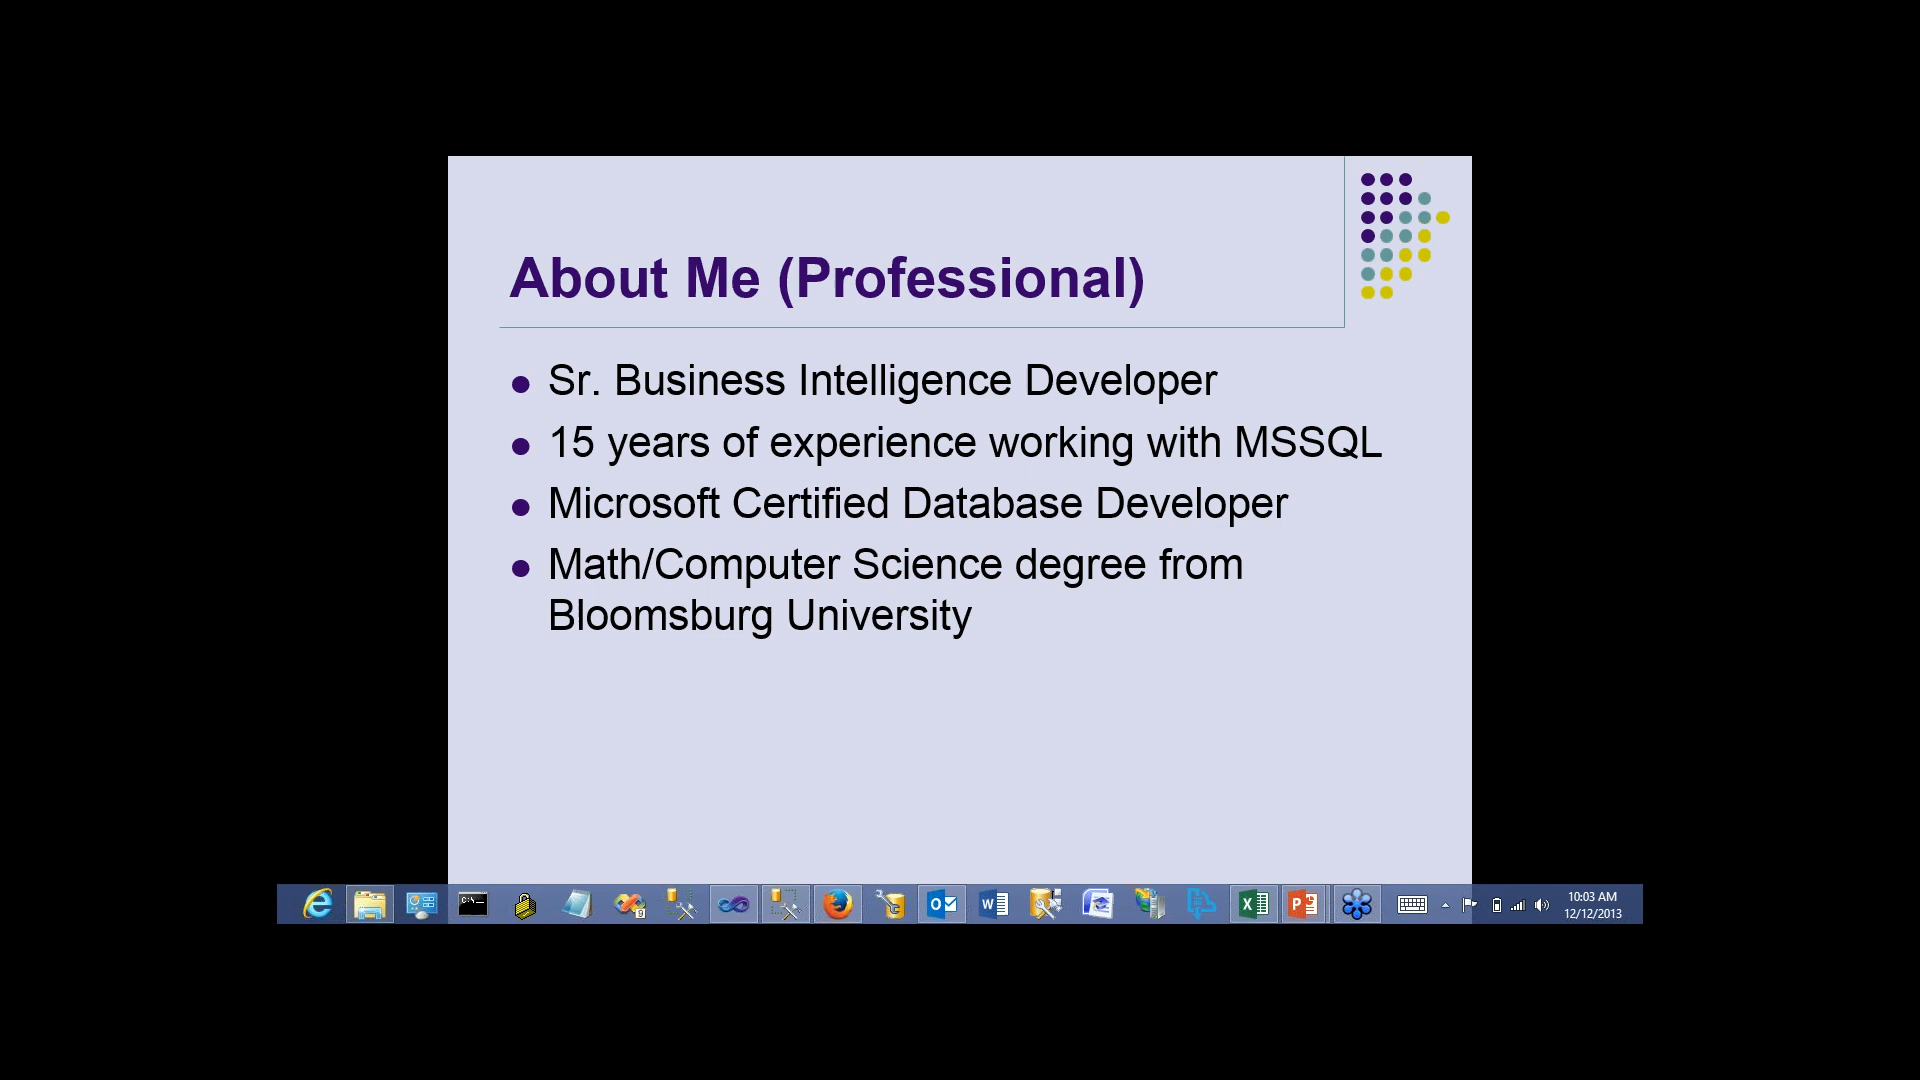 About Me (Professional)
Sr. Business Intelligence Developer
15 years of experience working with MSSQL
Microsoft Certified Database Developer
Math/Computer Science degree from
Bloomsburg University
10:03 AM
12/12/2013